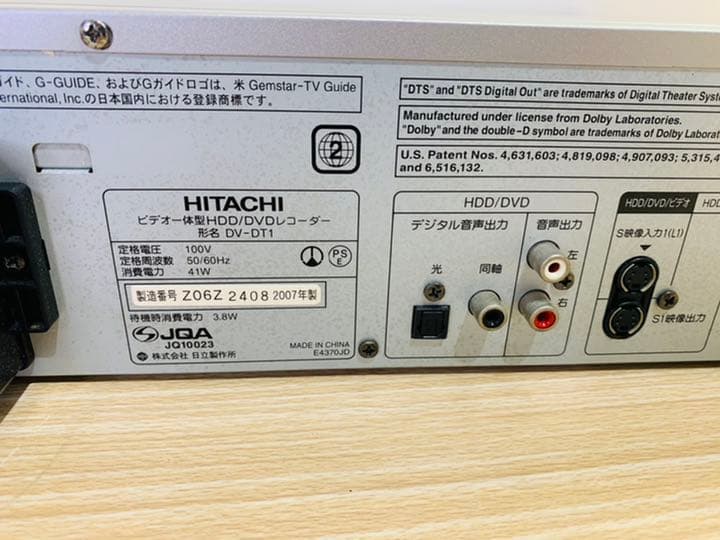 イド、G-GUIDE、およびGガイドロゴは、米 Gemstar-TV Guide
ernational, Inc.の日本国内における登録商標です。
"DTS" and "DTS Digital Out" are trademarks of Digital Theater
Manufactured under license from Dolby Laboratories.
"Dolby" and the double-D symbol are trademarks of Dolby
U.S. Patent Nos. 4,631,603; 4,819,098; 4,907,093; 5,315,4
and 6,516,132.
2
HITACHI
ビデオ一体型HDD/DVDレコーダー
形名 DV-DT1
定格電圧 100V
定格周波数 50/60Hz
消費電力 41W
PS
E
製造番号 Z06Z 2408 2007年製
待機時消費電力 3.8W
JQA
JQ10023
株式会社 日立製作所
MADE IN CHINA
E4370JD
HDD/DVD
デジタル音声出力
音声出力
光
同軸
左
右
HDD/DVD/ビデオ
HDD
S映像入力1(L1)
S1映像出力